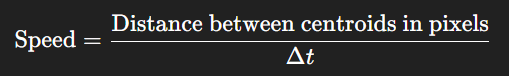 Speed = Distance between centroids in pixels
Δt